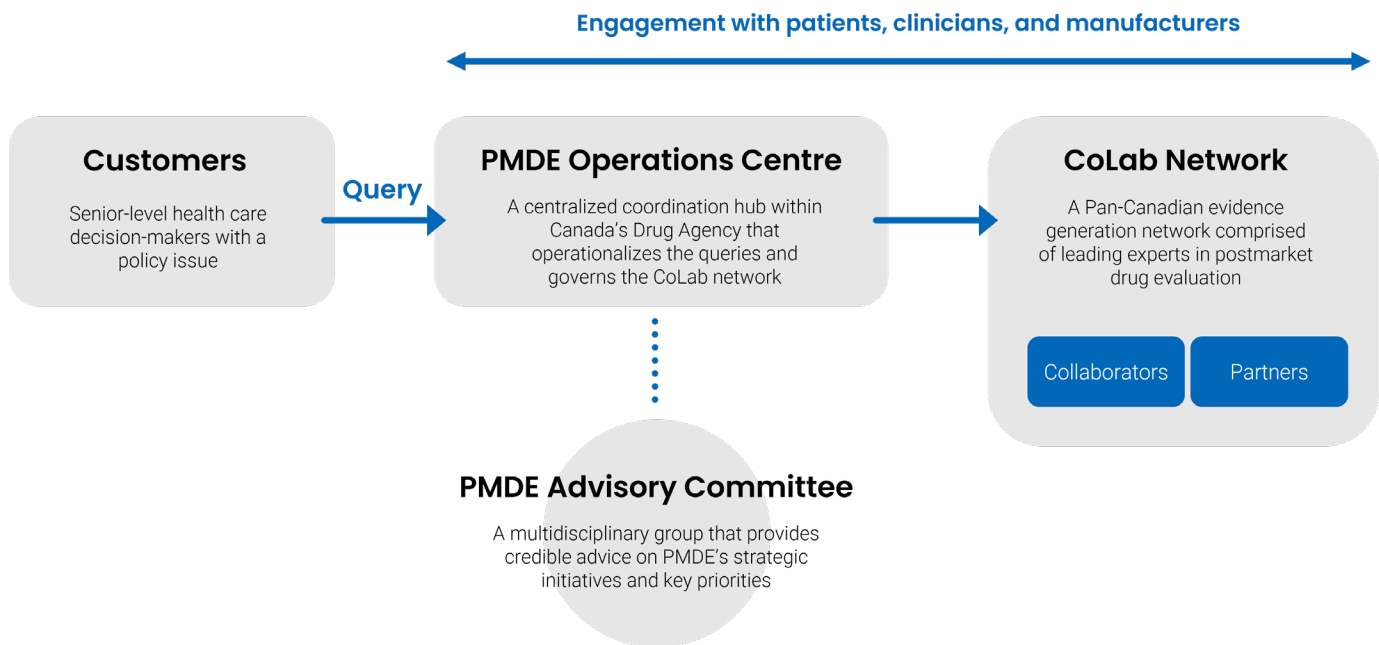 Engagement with patients, clinicians, and manufacturers
Customers
Senior-level health care
decision-makers with a
policy issue
Query
PMDE Operations Centre
A centralized coordination hub within
Canada’s Drug Agency that
operationalizes the queries and
governs the CoLab network
CoLab Network
A Pan-Canadian evidence
generation network comprised
of leading experts in postmarket
drug evaluation
Collaborators
Partners
PMDE Advisory Committee
A multidisciplinary group that provides
credible advice on PMDE’s strategic
initiatives and key priorities